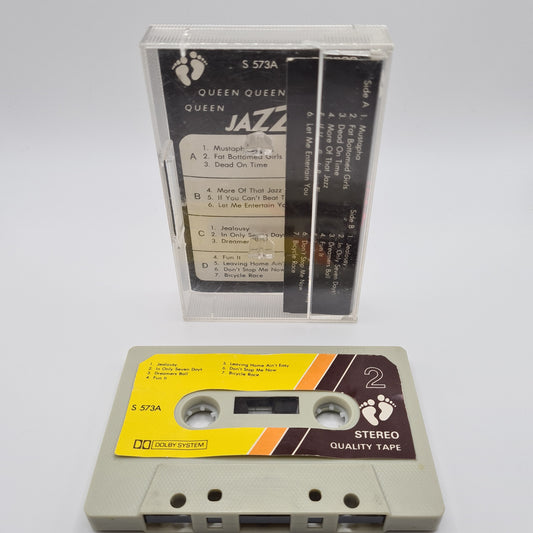 S 573A
QUEEN QUEEN
QUEEN
JAZZ
A
1. Mustapha
2. Fat Bottomed Girls
3. Dead On Time
B
4. More Of That Jazz
5. If You Can't Beat T
6. Let Me Entertain Yo
C
1. Jealousy
2. In Only Seven Days
3. Dreamers Ball
D
4. Fun It
5. Leaving Home Ain't
6. Don't Stop Me Now
7. Bicycle Race
Side A
1. Mustapha
2. Fat Bottomed Girls
3. Dead On Time
4. More Of That Jazz
6. Let Me Entertain You
Side B
1. Jealousy
2. In Only Seven Days
3. Dreamers Ball
4. Fun It
6. Don't Stop Me Now
7. Bicycle Race
1. Jealousy
2. In Only Seven Dayt
3. Dreamers Ball
4. Fun It
5. Leaving Home Ain't Easy
6. Don't Stop Me Now
7. Bicycle Race
2
S 573A
DOLBY SYSTEM
STEREO
QUALITY TAPE